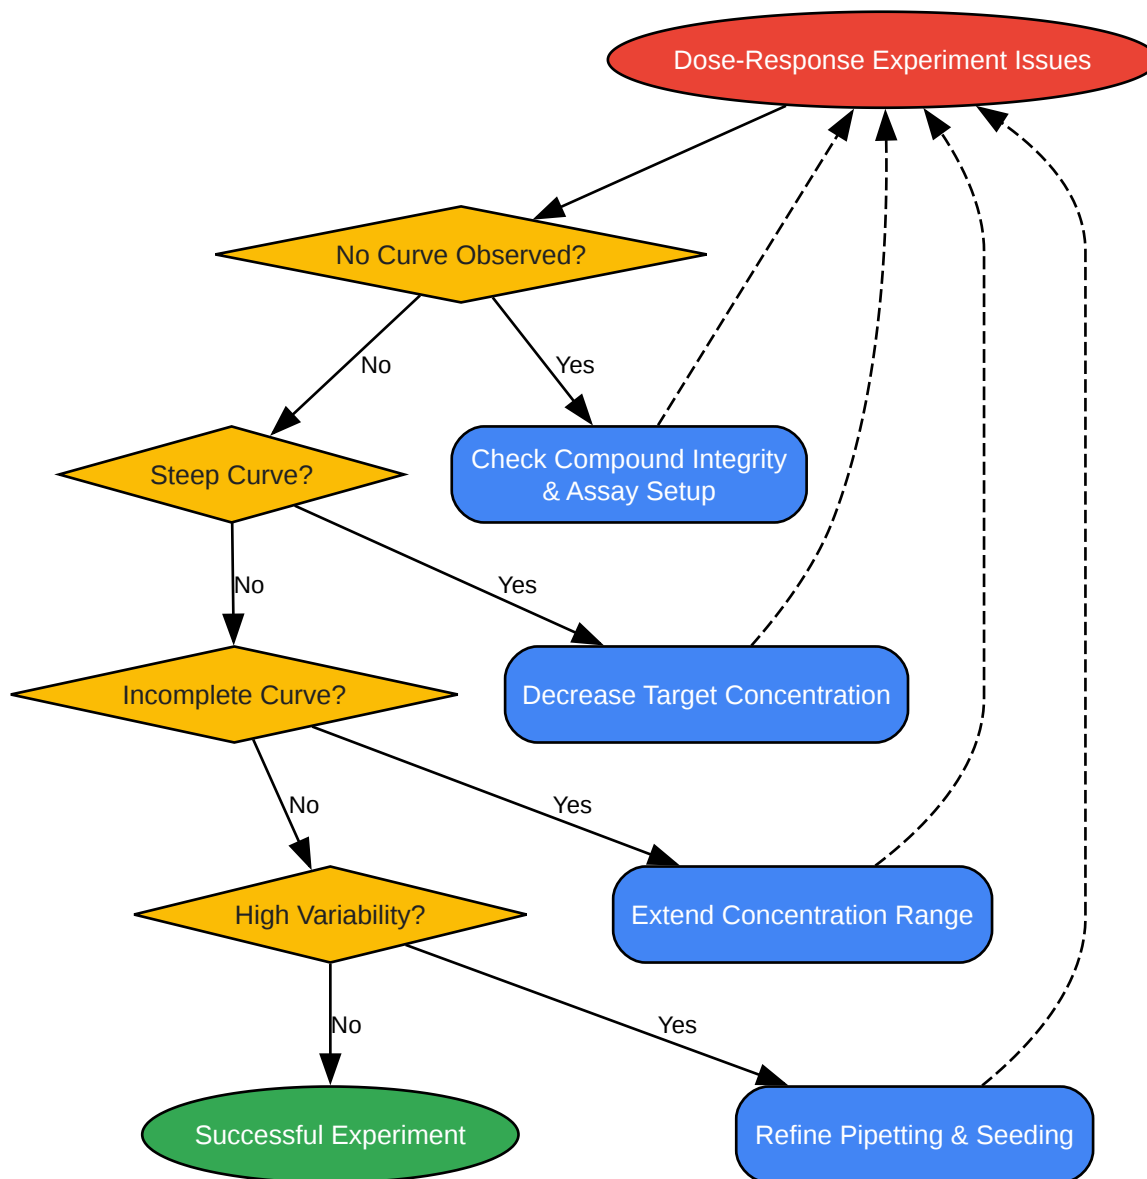 Dose-Response Experiment Issues
No Curve Observed?
No
Yes
Steep Curve?
Check Compound Integrity
& Assay Setup
No
Yes
Incomplete Curve?
Decrease Target Concentration
No
Yes
High Variability?
Extend Concentration Range
No
Yes
Successful Experiment
Refine Pipetting & Seeding